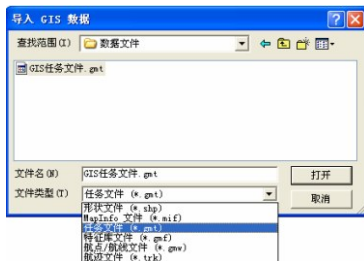 导入 GIS 数据
查找范围(I)
数据文件
GIS任务文件.gmt
文件名(N)
GIS任务文件.gmt
打开
文件类型(T)
任务文件 (*.gmt)
取消
形状文件 (*.shp)
MapInfo 文件 (*.mif)
任务文件 (*.gmt)
特征库文件 (*.gmf)
航点/航线文件 (*.gmw)
航迹文件 (*.trk)